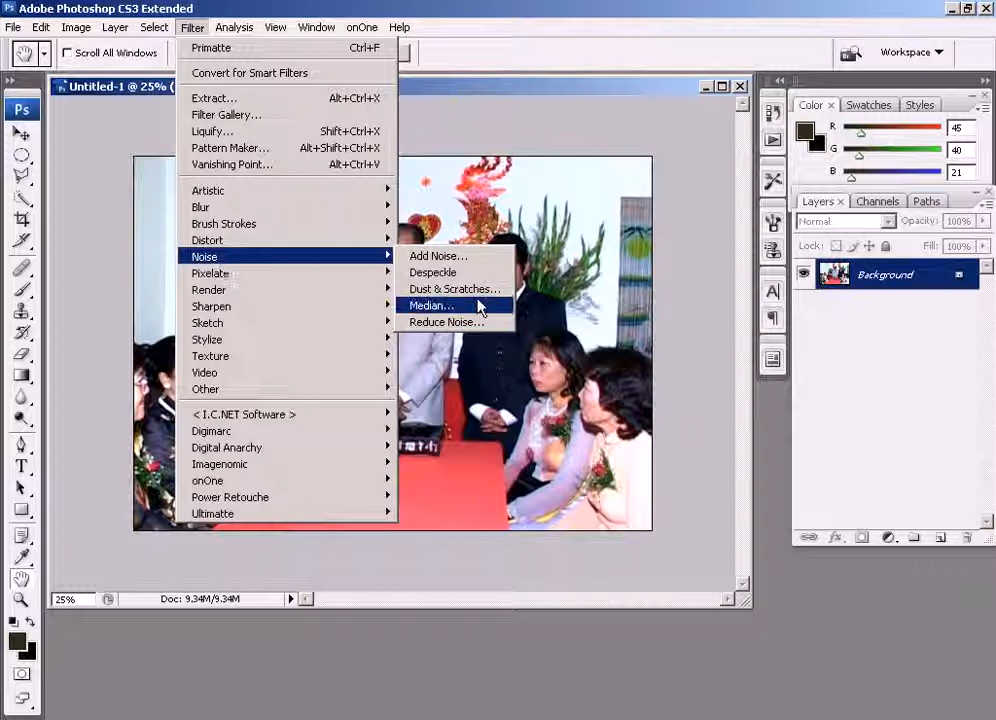 Ps Adobe Photoshop CS3 Extended
File Edit Image Layer Select Filter Analysis View Window onOne Help
Scroll All Windows
Workspace
Untitled-1 @ 25% (
Primatte Ctrl+F
Convert for Smart Filters
Extract... Alt+Ctrl+X
Filter Gallery...
Liquify... Shift+Ctrl+X
Pattern Maker... Alt+Shift+Ctrl+X
Vanishing Point... Alt+Ctrl+V
Artistic
Blur
Brush Strokes
Distort
Noise
Pixelate
Render
Sharpen
Sketch
Stylize
Texture
Video
Other
< I.C.NET Software >
Digimarc
Digital Anarchy
Imagenomic
onOne
Power Retouche
Ultimatte
Add Noise...
Despeckle
Dust & Scratches...
Median...
Reduce Noise...
Ps
T
A
Color × Swatches Styles
R 45
G 40
B 21
Layers × Channels Paths
Normal Opacity: 100%
Lock: Fill: 100%
Background
fx
25% Doc: 9.34M/9.34M